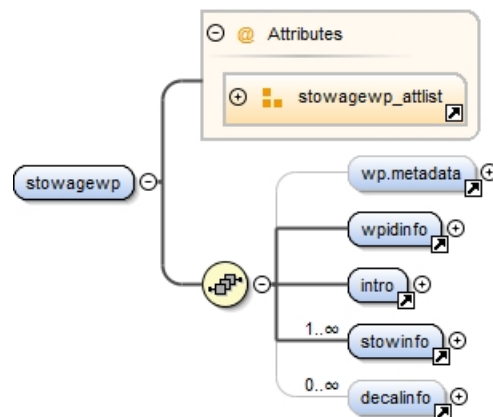 @ Attributes
stowagewp_attlist
stowagewp
wp.metadata
wpidinfo
intro
1..∞
stowinfo
0..∞
decalinfo